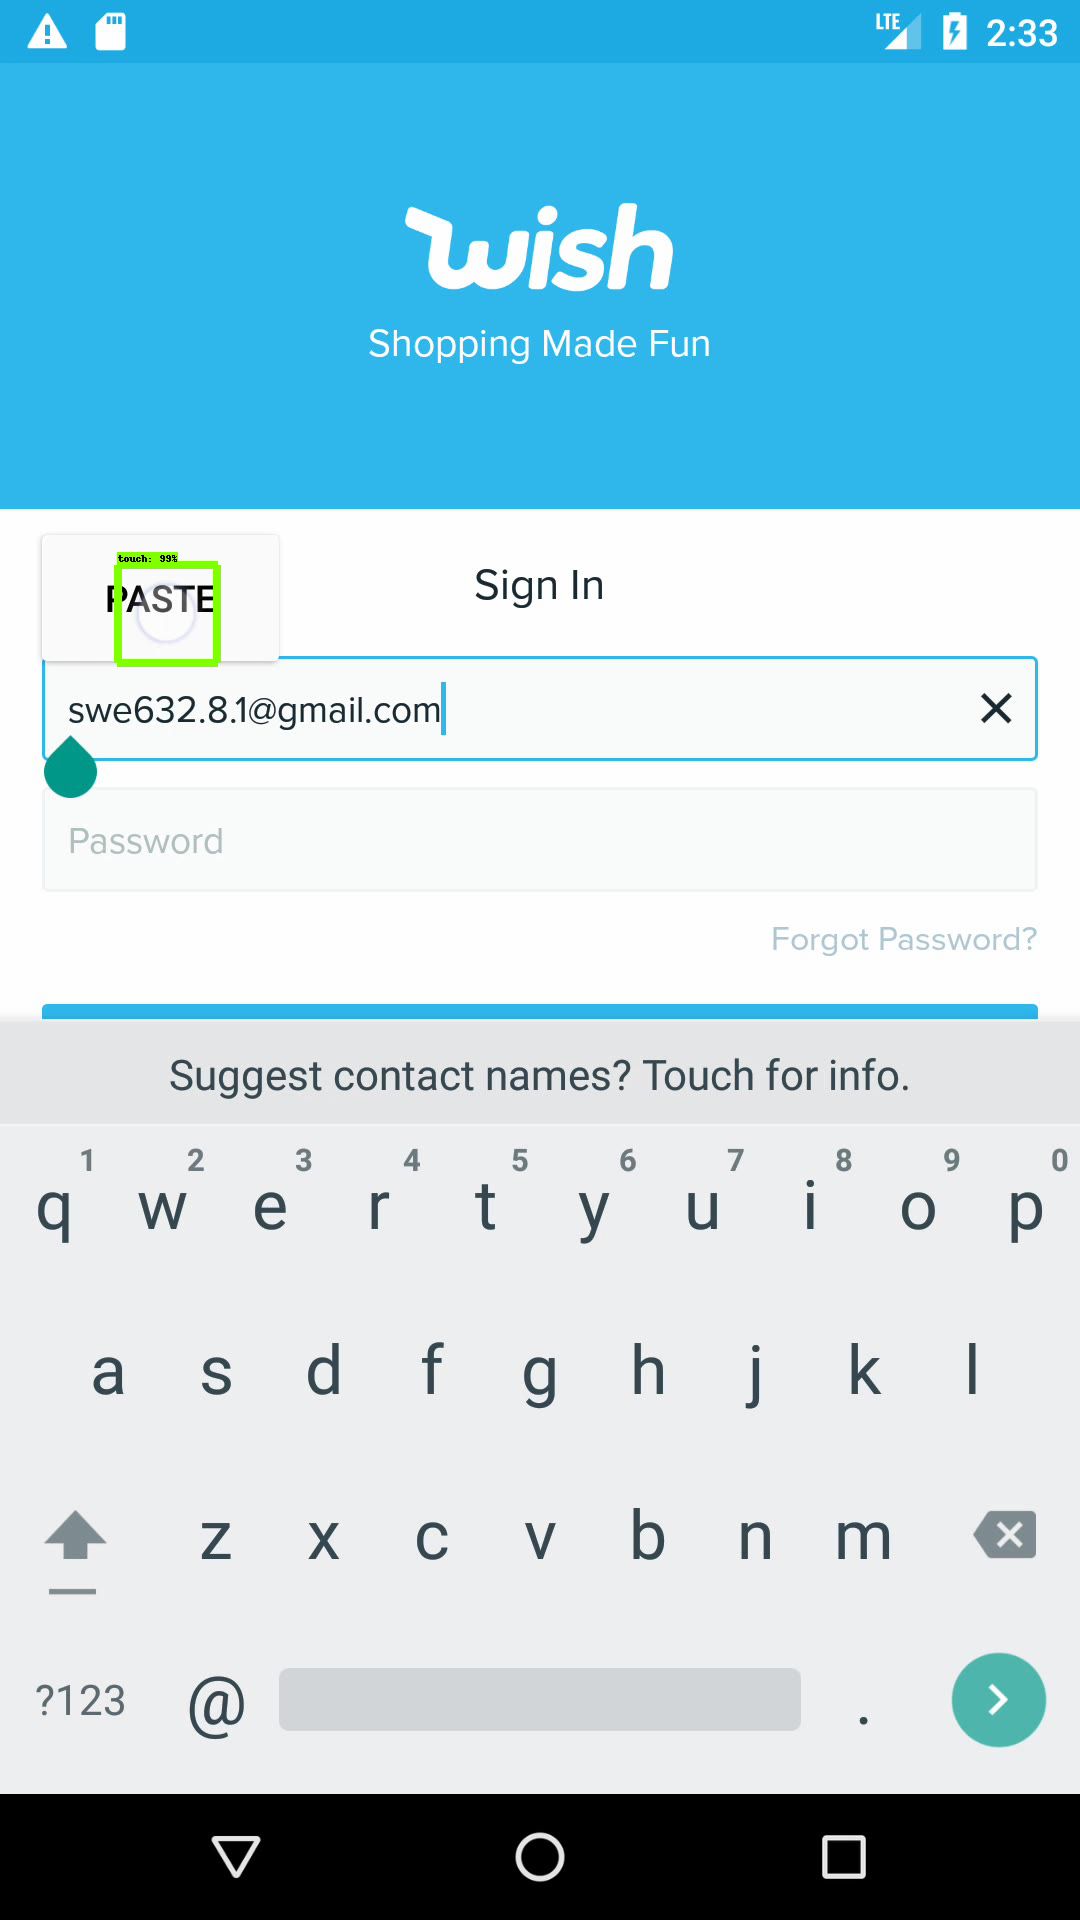 LTE 2:33
wish
Shopping Made Fun
touch: 99%
PASTE
Sign In
swe632.8.1@gmail.com
Password
Forgot Password?
Suggest contact names? Touch for info.
1 2 3 4 5 6 7 8 9 0
q w e r t y u i o p
a s d f g h j k l
z x c v b n m
?123 @ .